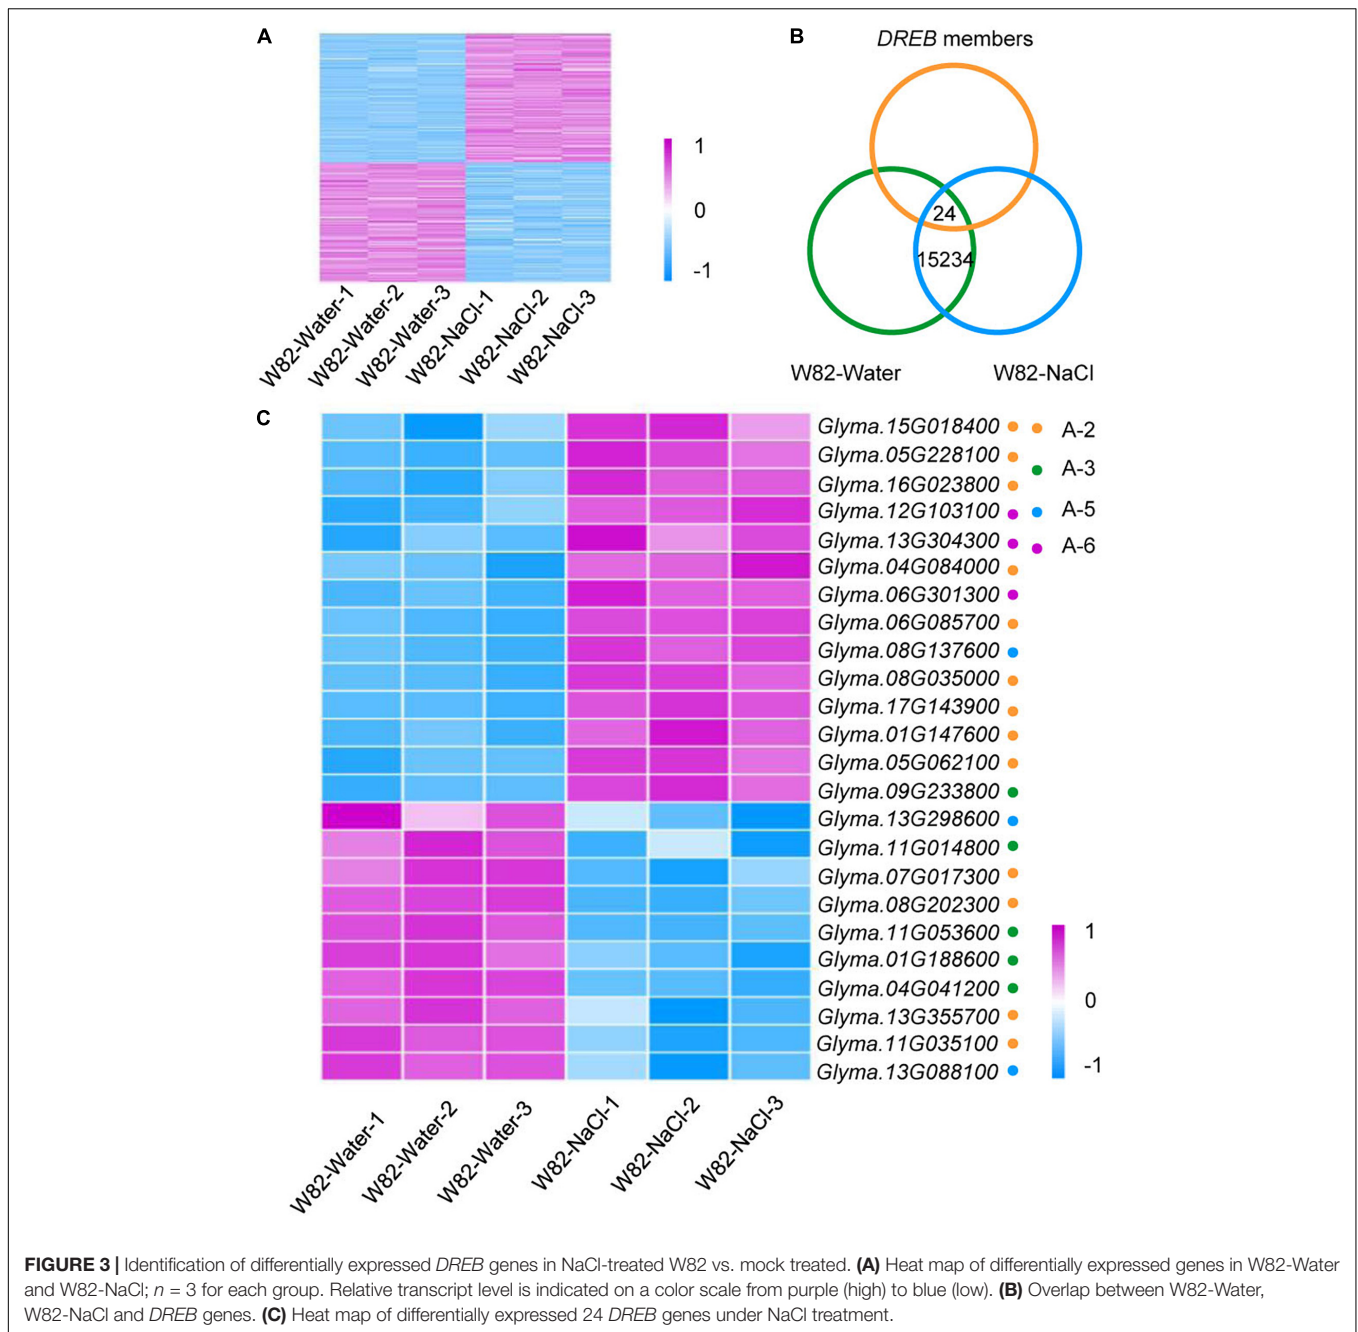 A
1
0
-1
W82-Water-1
W82-Water-2
W82-Water-3
W82-NaCl-1
W82-NaCl-2
W82-NaCl-3
B
DREB members
24
15234
W82-Water
W82-NaCl
C
Glyma.15G018400
Glyma.05G228100
Glyma.16G023800
Glyma.12G103100
Glyma.13G304300
Glyma.04G084000
Glyma.06G301300
Glyma.06G085700
Glyma.08G137600
Glyma.08G035000
Glyma.17G143900
Glyma.01G147600
Glyma.05G062100
Glyma.09G233800
Glyma.13G298600
Glyma.11G014800
Glyma.07G017300
Glyma.08G202300
Glyma.11G053600
Glyma.01G188600
Glyma.04G041200
Glyma.13G355700
Glyma.11G035100
Glyma.13G088100
A-2
A-3
A-5
A-6
1
0
-1
W82-Water-1
W82-Water-2
W82-Water-3
W82-NaCl-1
W82-NaCl-2
W82-NaCl-3
FIGURE 3 | Identification of differentially expressed DREB genes in NaCl-treated W82 vs. mock treated. (A) Heat map of differentially expressed genes in W82-Water
and W82-NaCl; n = 3 for each group. Relative transcript level is indicated on a color scale from purple (high) to blue (low). (B) Overlap between W82-Water,
W82-NaCl and DREB genes. (C) Heat map of differentially expressed 24 DREB genes under NaCl treatment.